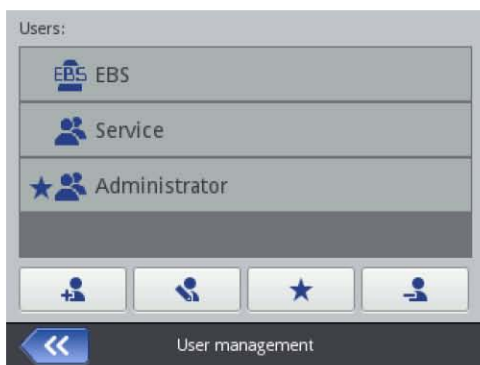 Users:
EBS EBS
Service
Administrator
User management